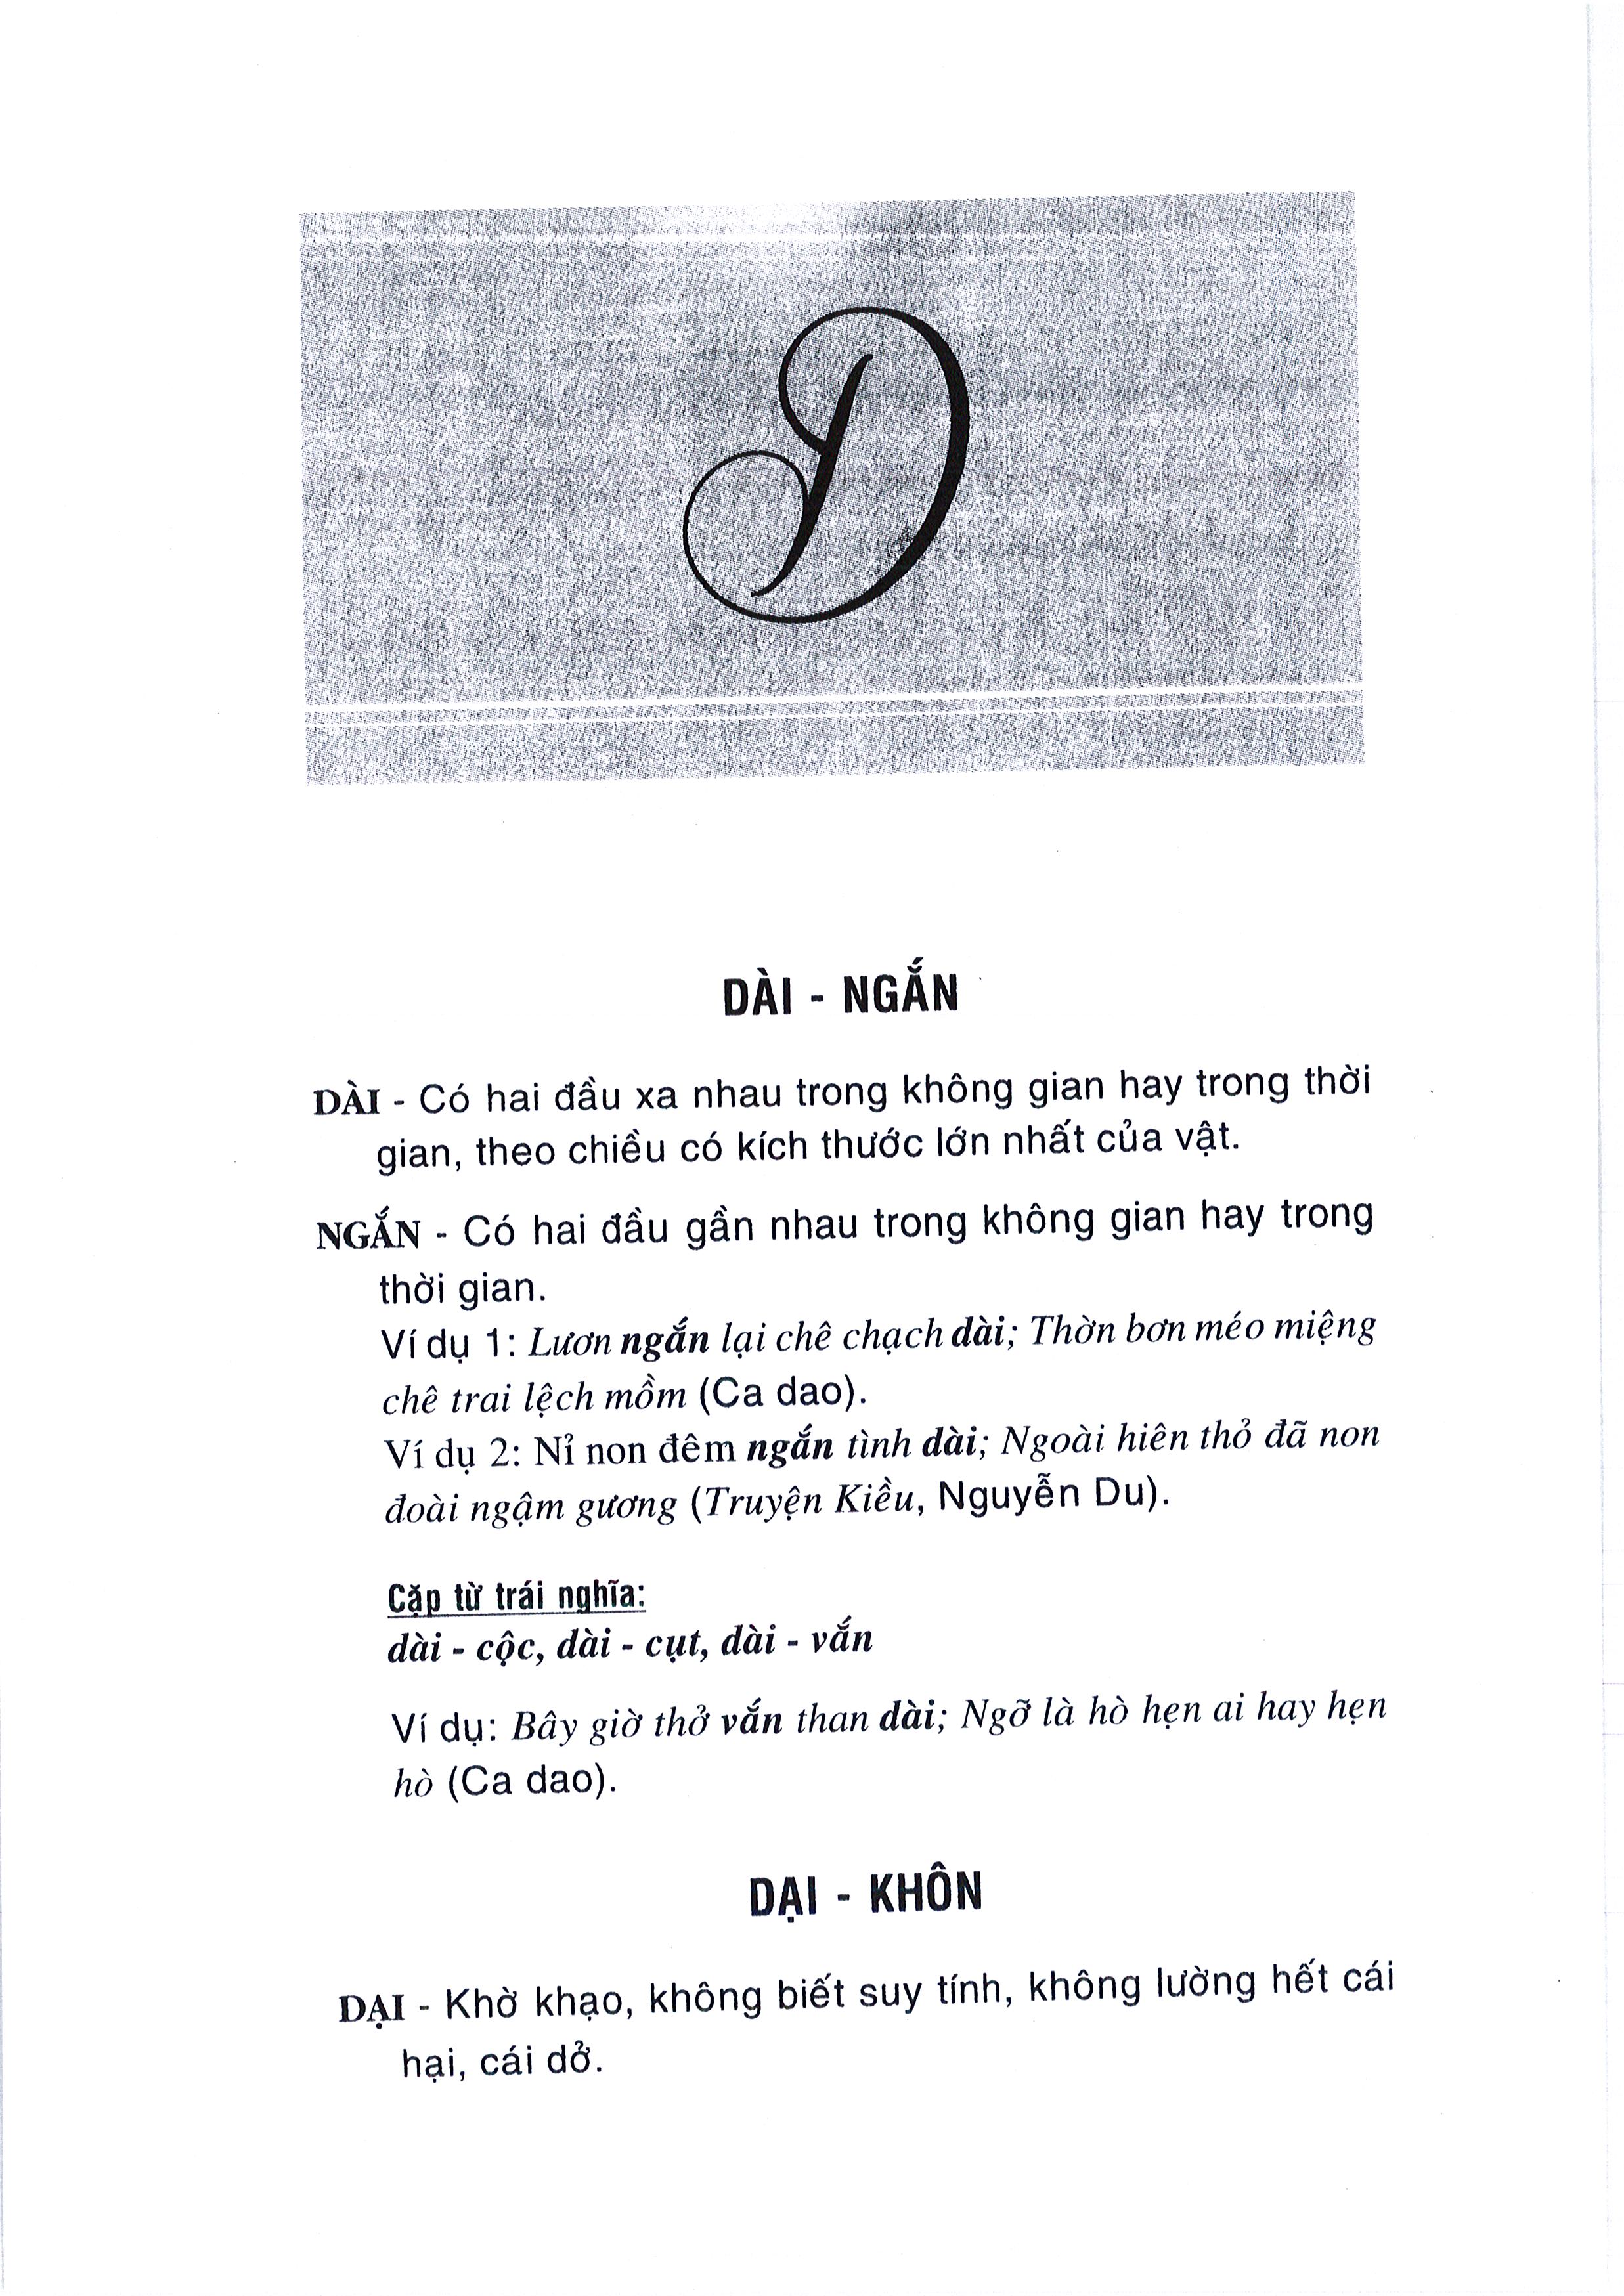 D
DÀI - NGẮN
DÀI - Có hai đầu xa nhau trong không gian hay trong thời
gian, theo chiều có kích thước lớn nhất của vật.
NGẮN - Có hai đầu gần nhau trong không gian hay trong
thời gian.
Ví dụ 1: Lươn ngắn lại chê chạch dài; Thờn bơn méo miệng
chê trai lệch mồm (Ca dao).
Ví dụ 2: Nỉ non đêm ngắn tình dài; Ngoài hiên thỏ đã non
đoài ngậm gương (Truyện Kiều, Nguyễn Du).
Cặp từ trái nghĩa:
dài - cộc, dài - cụt, dài - vắn
Ví dụ: Bây giờ thở vắn than dài; Ngỡ là hò hẹn ai hay hẹn
hò (Ca dao).
DẠI - KHÔN
DẠI - Khờ khạo, không biết suy tính, không lường hết cái
hại, cái dở.